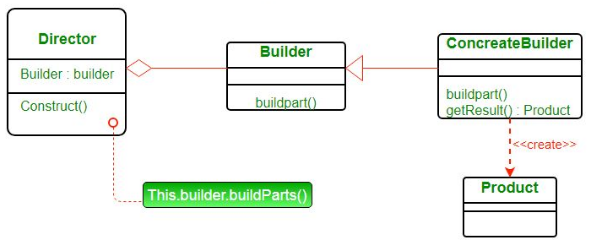 Director
Builder : builder
Construct()
This.builder.buildParts()
Builder
buildpart()
ConcreateBuilder
buildpart()
getResult() : Product
<<create>>
Product